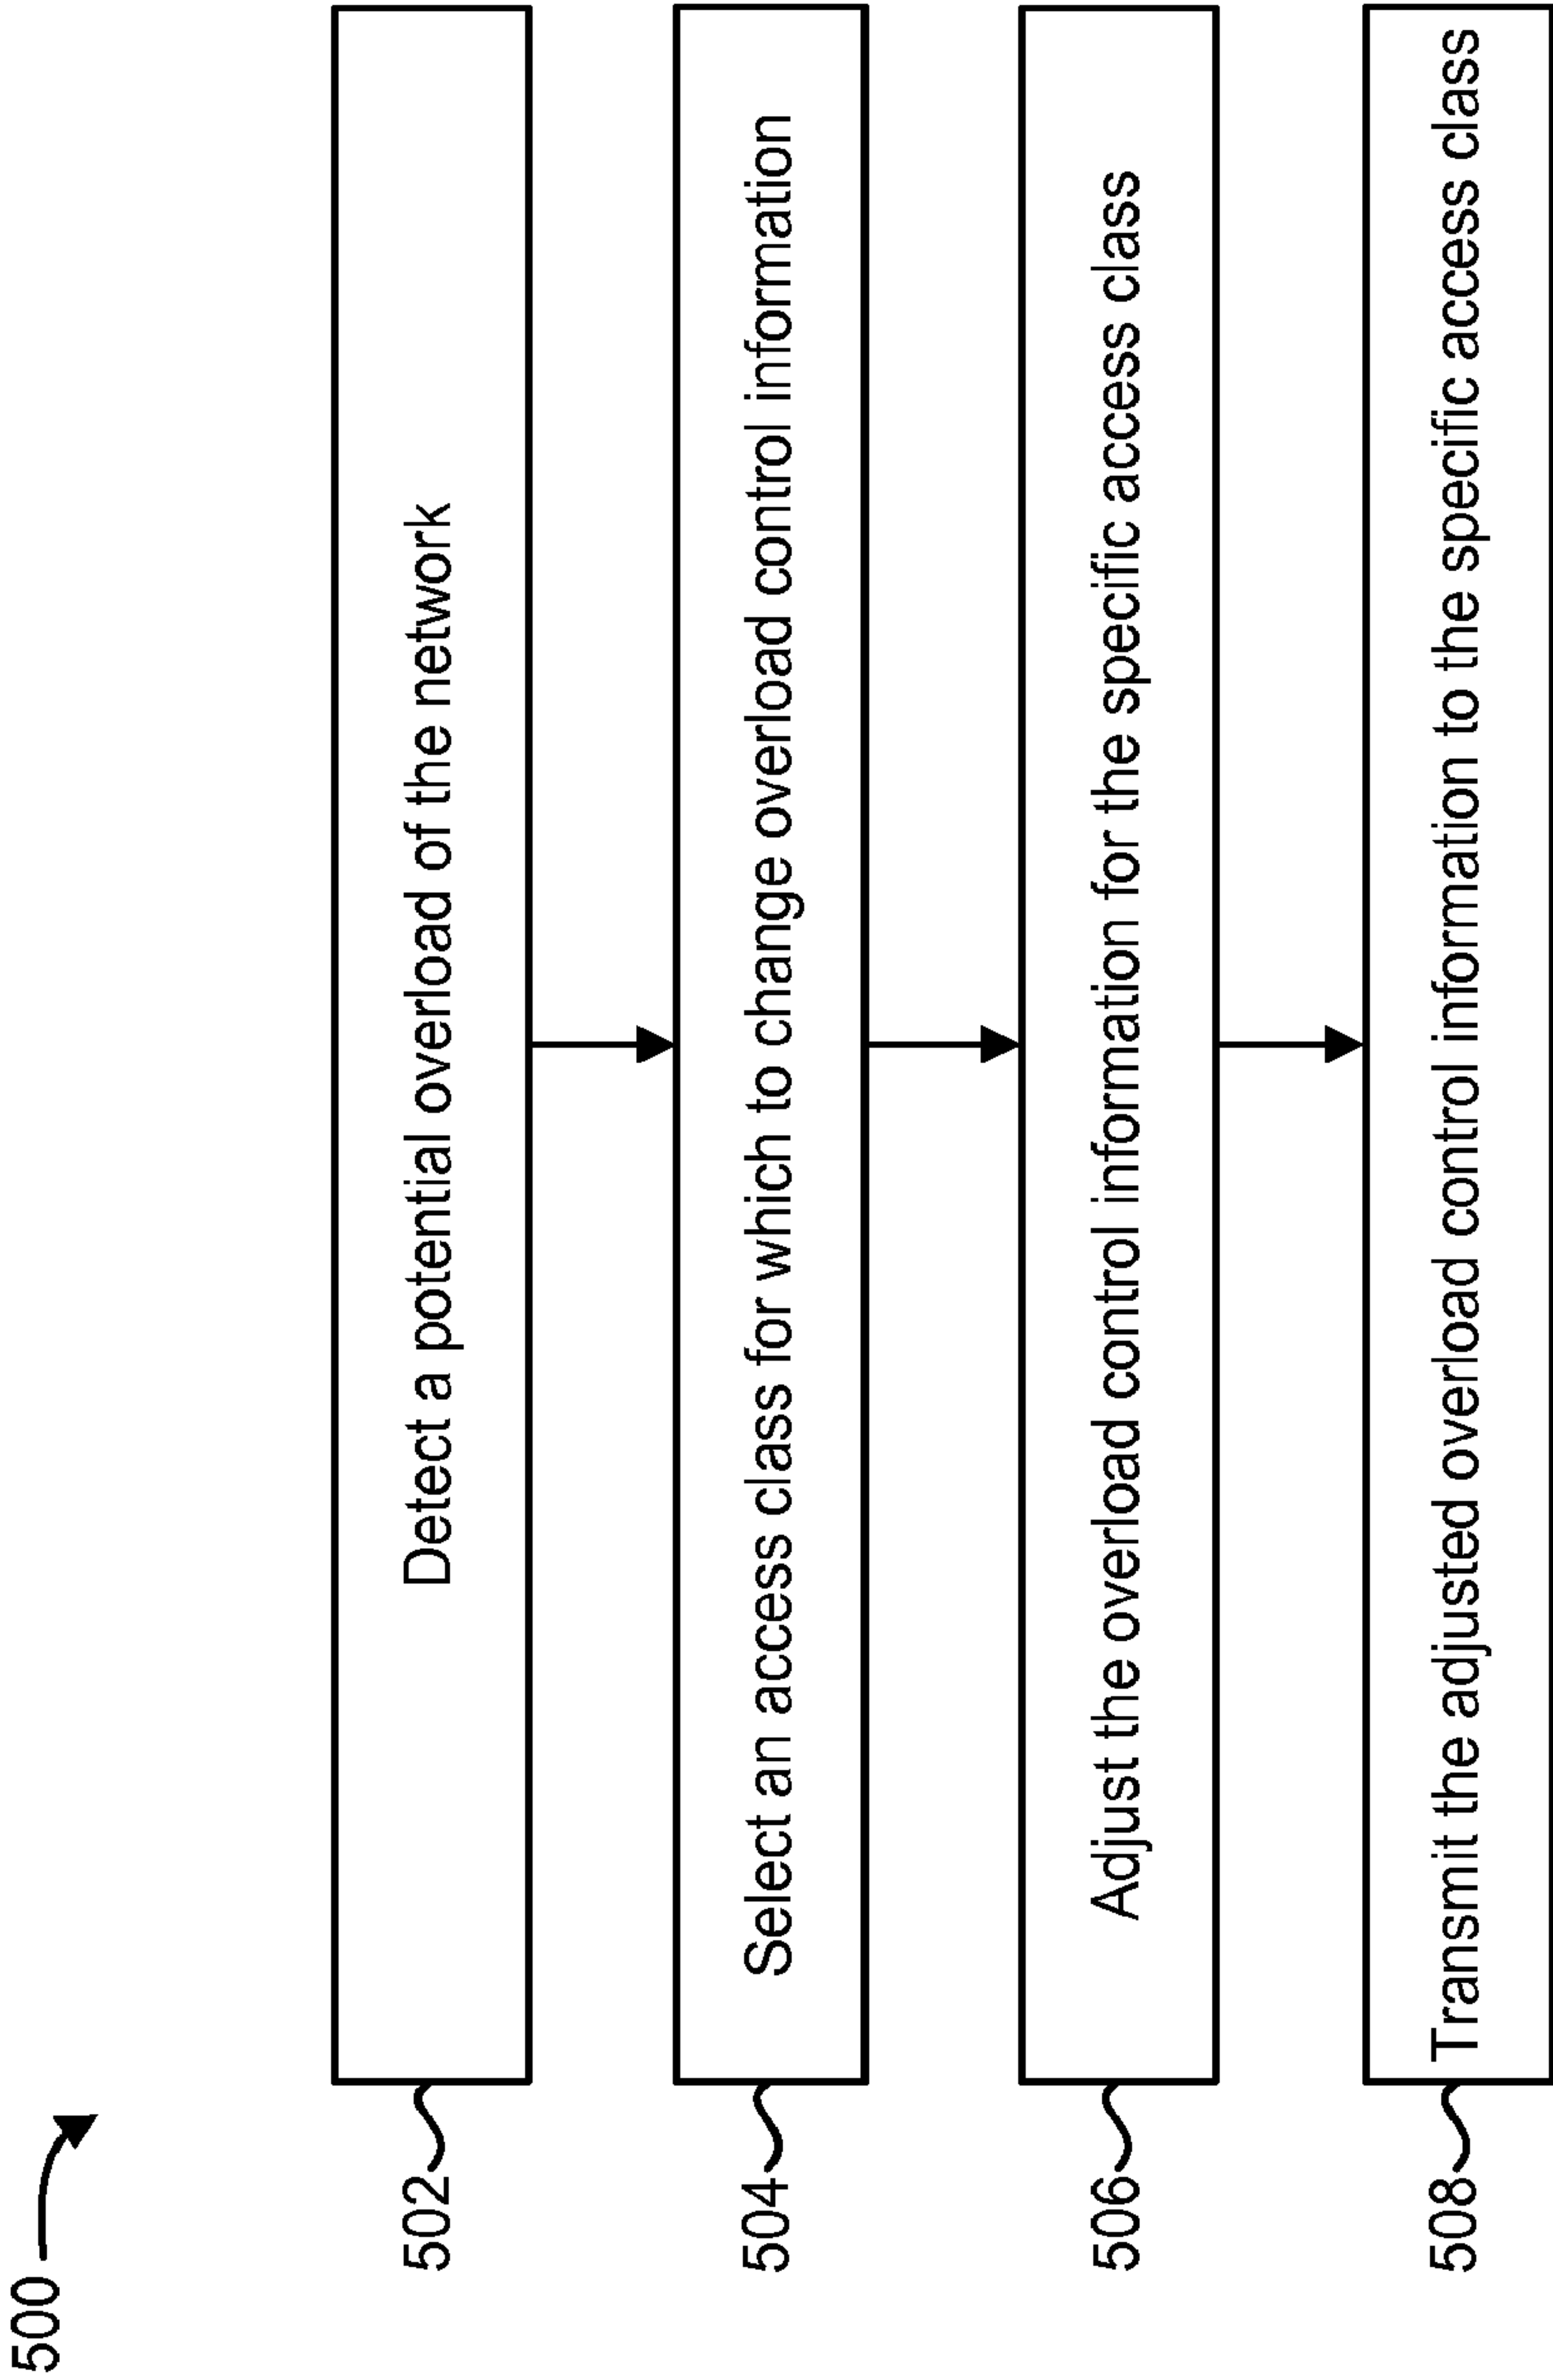 500
502
Detect a potential overload of the network
504
Select an access class for which to change overload control information
506
Adjust the overload control information for the specific access class
508
Transmit the adjusted overload control information to the specific access class